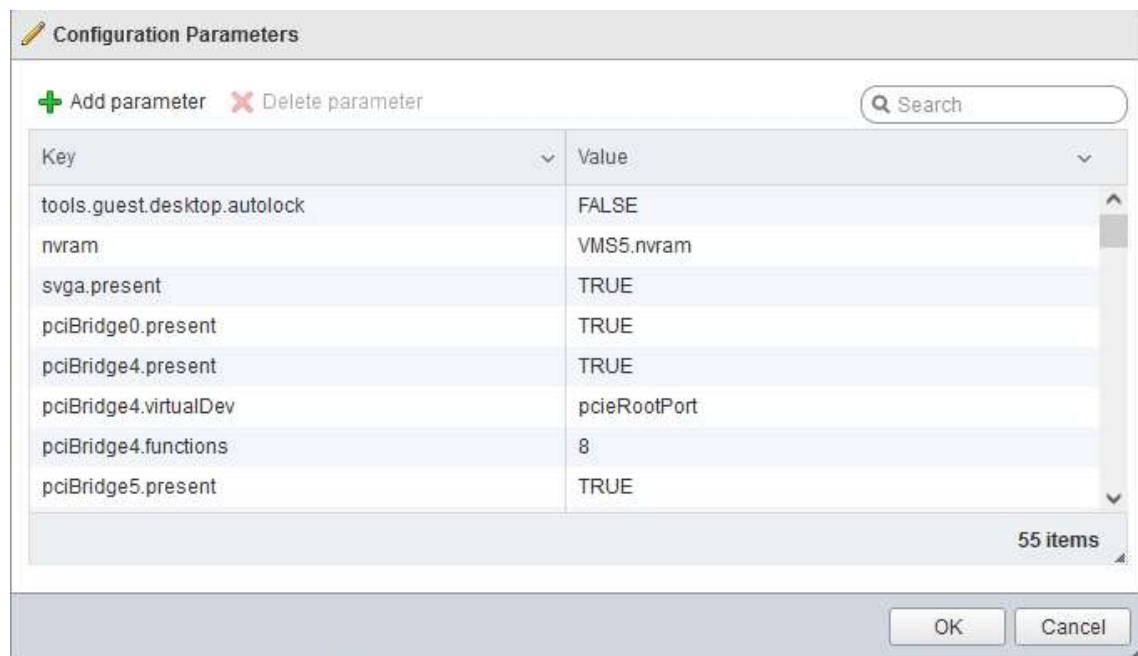 Configuration Parameters
Add parameter Delete parameter Search
Key Value
tools.guest.desktop.autolock FALSE
nvram VMS5.nvram
svga.present TRUE
pciBridge0.present TRUE
pciBridge4.present TRUE
pciBridge4.virtualDev pcieRootPort
pciBridge4.functions 8
pciBridge5.present TRUE
55 items
OK Cancel